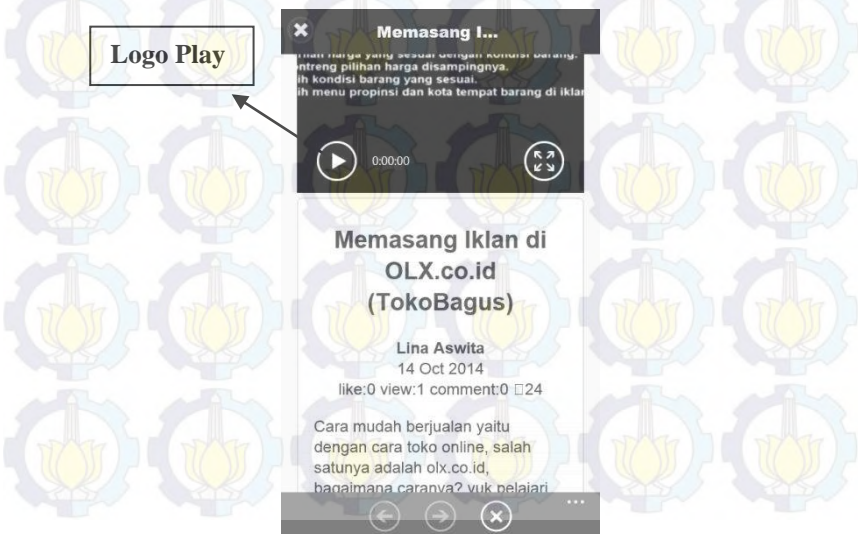 Logo Play
Memasang I...
harga yang sesuai dengan kondisi barang.
ontreng pilihan harga disampingnya.
ih kondisi barang yang sesuai.
ih menu propinsi dan kota tempat barang di iklan
0:00:00
Memasang Iklan di
OLX.co.id
(TokoBagus)
Lina Aswita
14 Oct 2014
like:0 view:1 comment:0 24
Cara mudah berjualan yaitu
dengan cara toko online, salah
satunya adalah olx.co.id,
bagaimana caranya? yuk pelajari